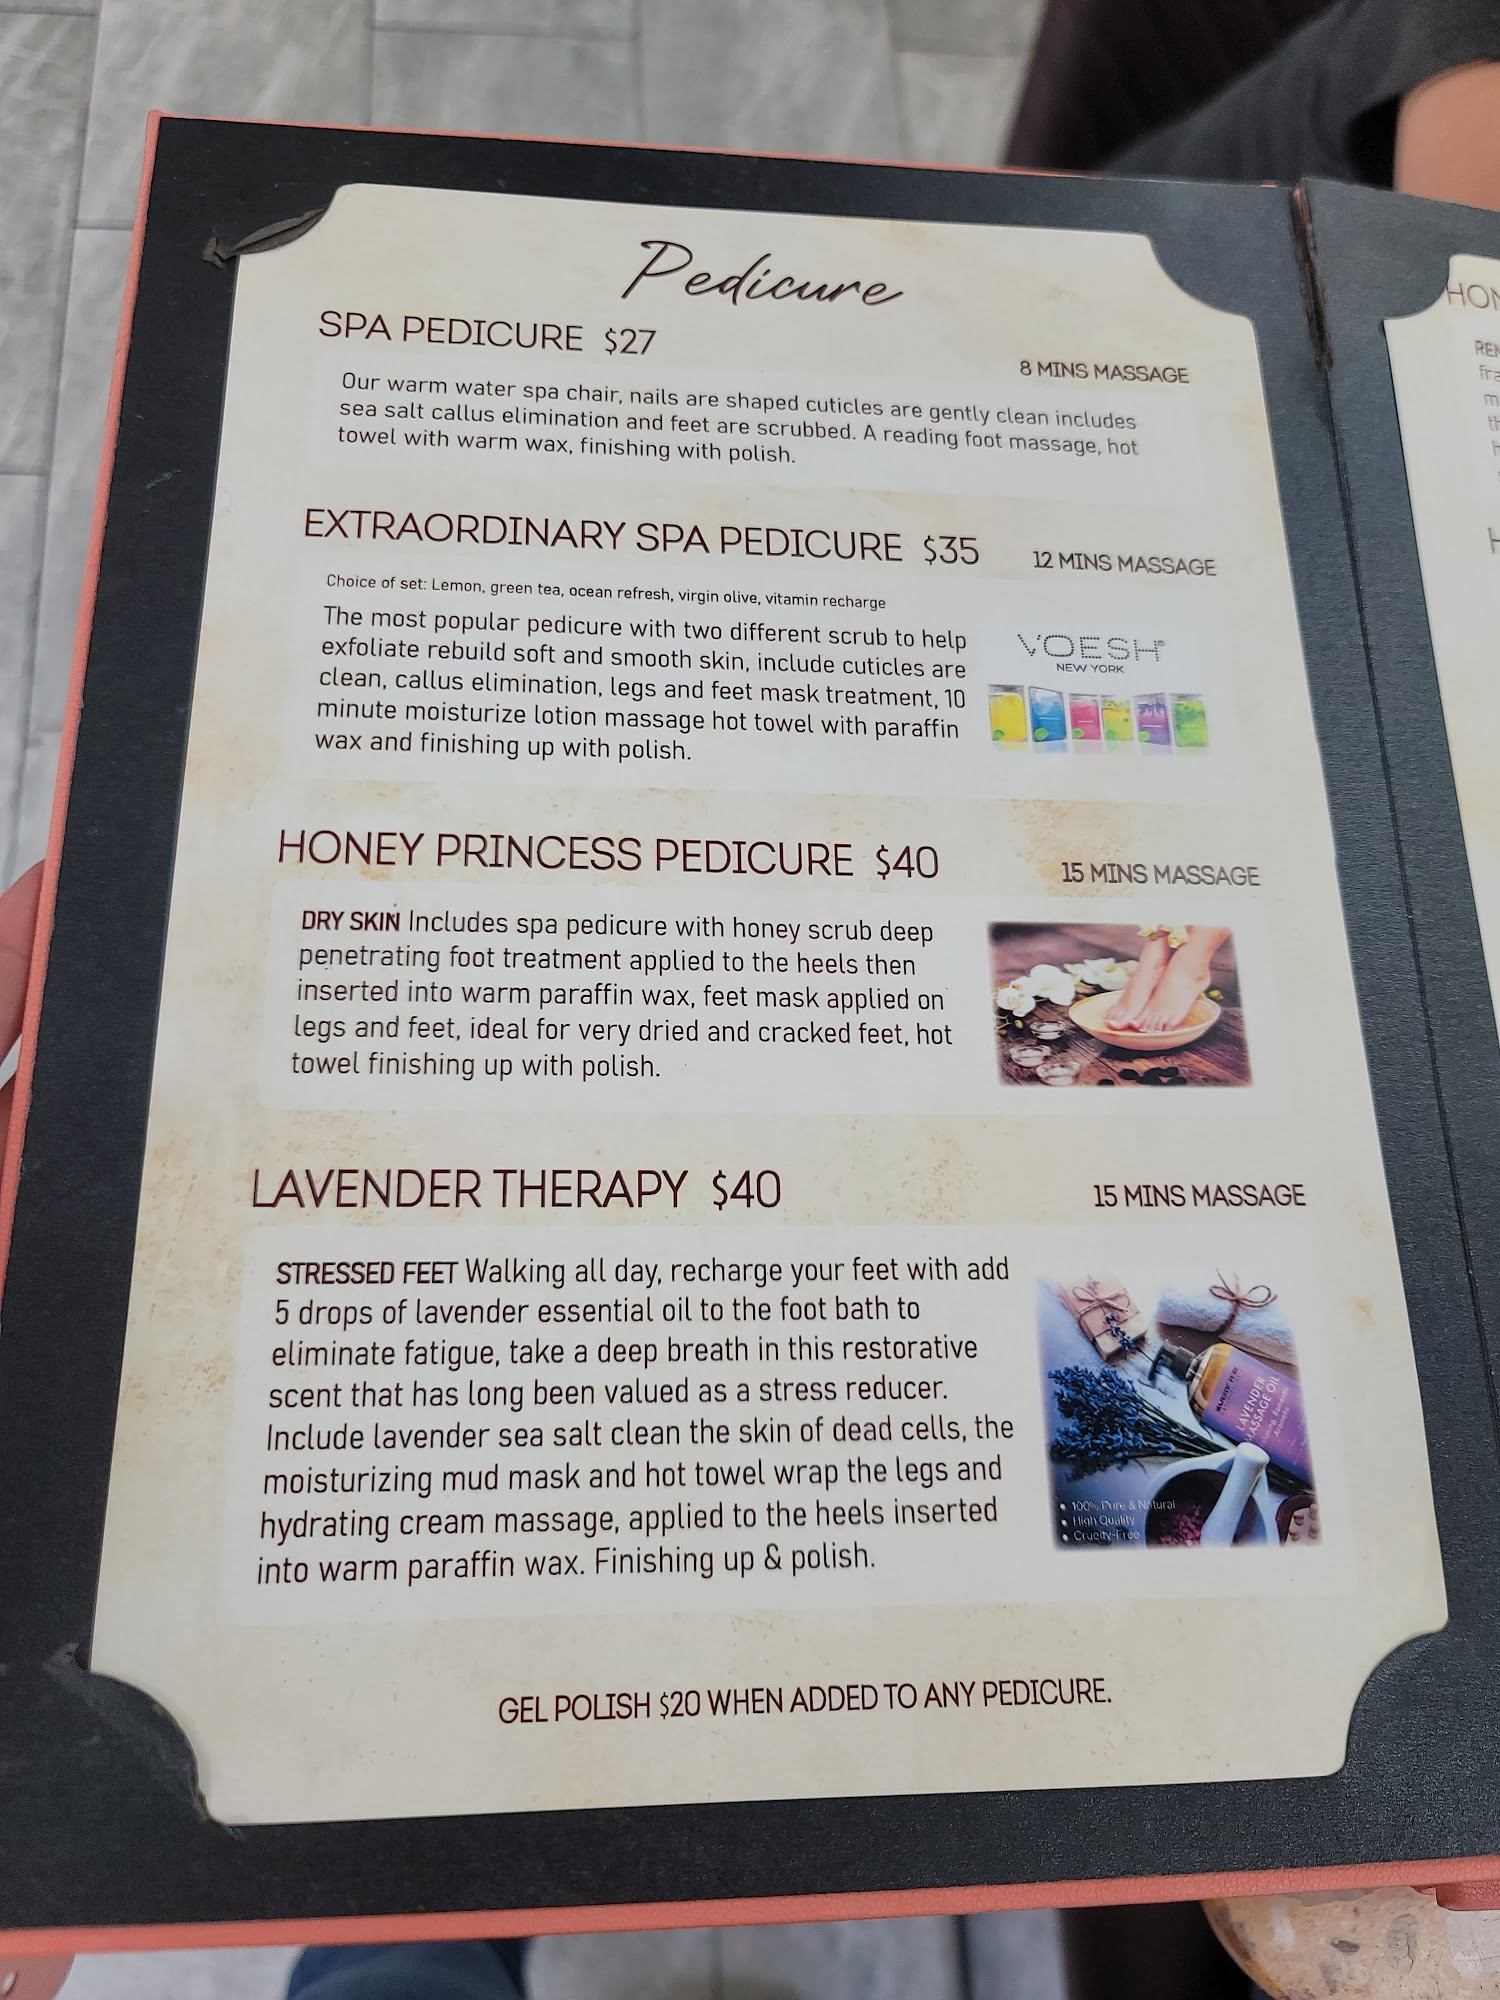 Pedicure
SPA PEDICURE $27
8 MINS MASSAGE
Our warm water spa chair, nails are shaped cuticles are gently clean includes
sea salt callus elimination and feet are scrubbed. A reading foot massage, hot
towel with warm wax, finishing with polish.
EXTRAORDINARY SPA PEDICURE $35
12 MINS MASSAGE
Choice of set: Lemon, green tea, ocean refresh, virgin olive, vitamin recharge
The most popular pedicure with two different scrub to help
exfoliate rebuild soft and smooth skin, include cuticles are
clean, callus elimination, legs and feet mask treatment, 10
minute moisturize lotion massage hot towel with paraffin
wax and finishing up with polish.
VOESH®
NEW YORK
HONEY PRINCESS PEDICURE $40
15 MINS MASSAGE
DRY SKIN Includes spa pedicure with honey scrub deep
penetrating foot treatment applied to the heels then
inserted into warm paraffin wax, feet mask applied on
legs and feet, ideal for very dried and cracked feet, hot
towel finishing up with polish.
LAVENDER THERAPY $40
15 MINS MASSAGE
STRESSED FEET Walking all day, recharge your feet with add
5 drops of lavender essential oil to the foot bath to
eliminate fatigue, take a deep breath in this restorative
scent that has long been valued as a stress reducer.
Include lavender sea salt clean the skin of dead cells, the
moisturizing mud mask and hot towel wrap the legs and
hydrating cream massage, applied to the heels inserted
into warm paraffin wax. Finishing up & polish.
LAVENDER
MASSAGE OIL
• 100% Pure & Natural
• High Quality
• Cruelty-Free
GEL POLISH $20 WHEN ADDED TO ANY PEDICURE.